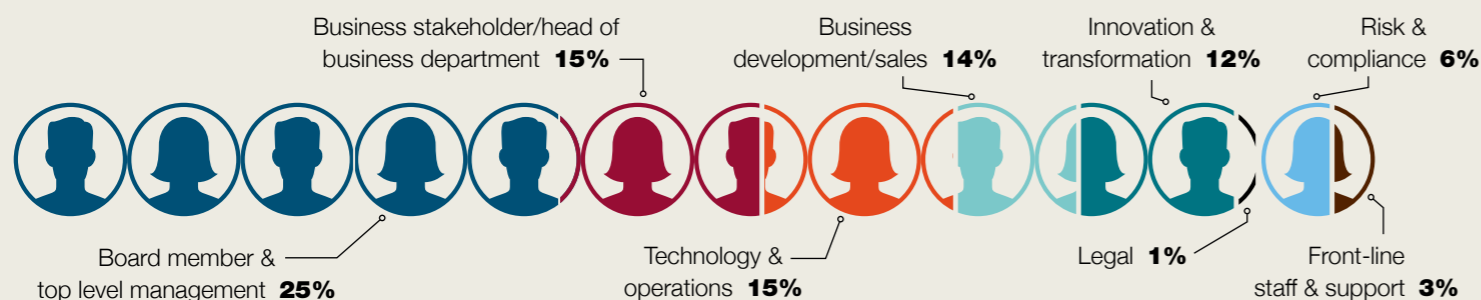 Business stakeholder/head of
business department 15%
Business
development/sales 14%
Innovation &
transformation 12%
Risk &
compliance 6%
Board member &
top level management 25%
Technology &
operations 15%
Legal 1%
Front-line
staff & support 3%